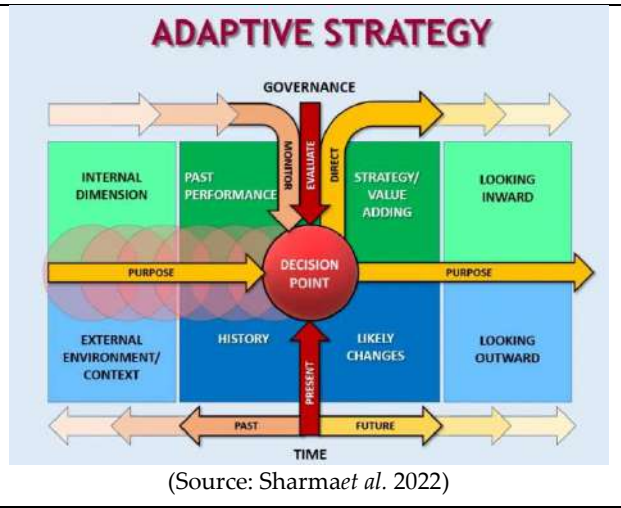 ADAPTIVE STRATEGY
GOVERNANCE
MONITOR
EVALUATE
DIRECT
INTERNAL
DIMENSION
PAST
PERFORMANCE
STRATEGY/
VALUE
ADDING
LOOKING
INWARD
PURPOSE
DECISION
POINT
PURPOSE
EXTERNAL
ENVIRONMENT/
CONTEXT
HISTORY
LIKELY
CHANGES
LOOKING
OUTWARD
PRESENT
PAST
FUTURE
TIME
(Source: Sharmaet al. 2022)